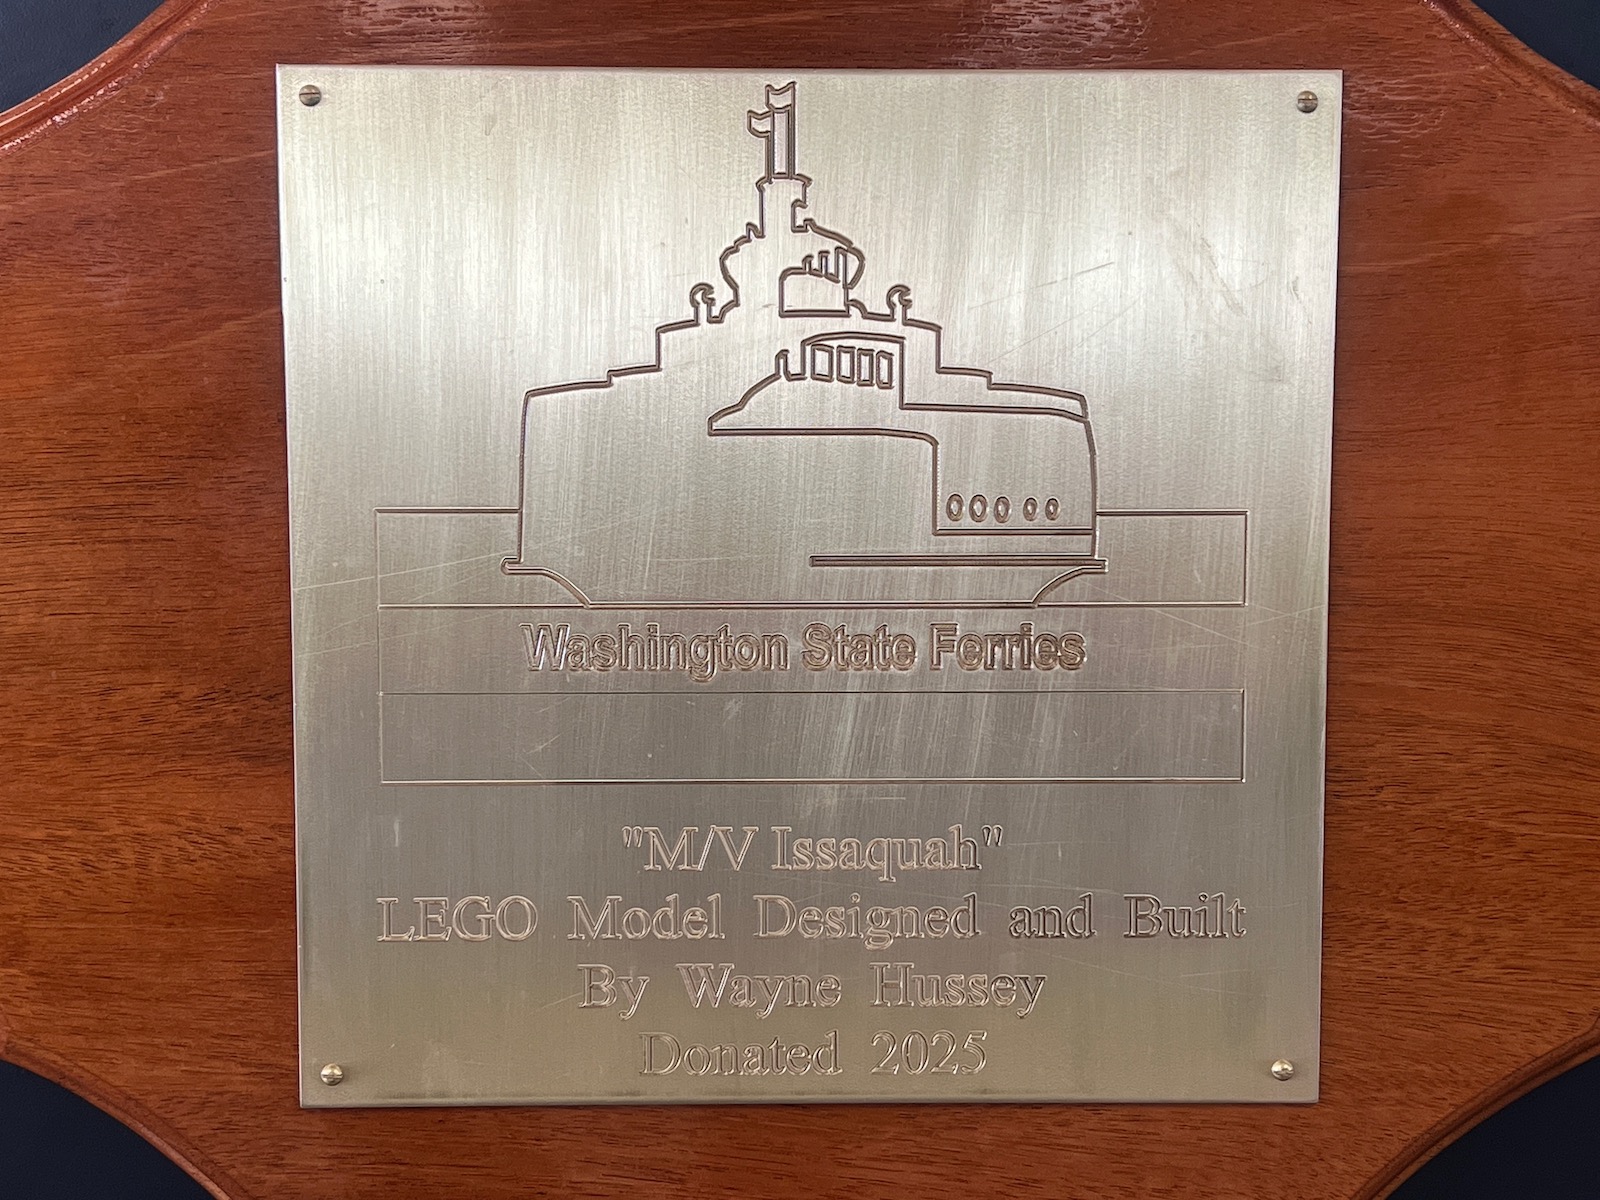 Washington State Ferries
"M/V Issaquah"
LEGO Model Designed and Built
By Wayne Hussey
Donated 2025